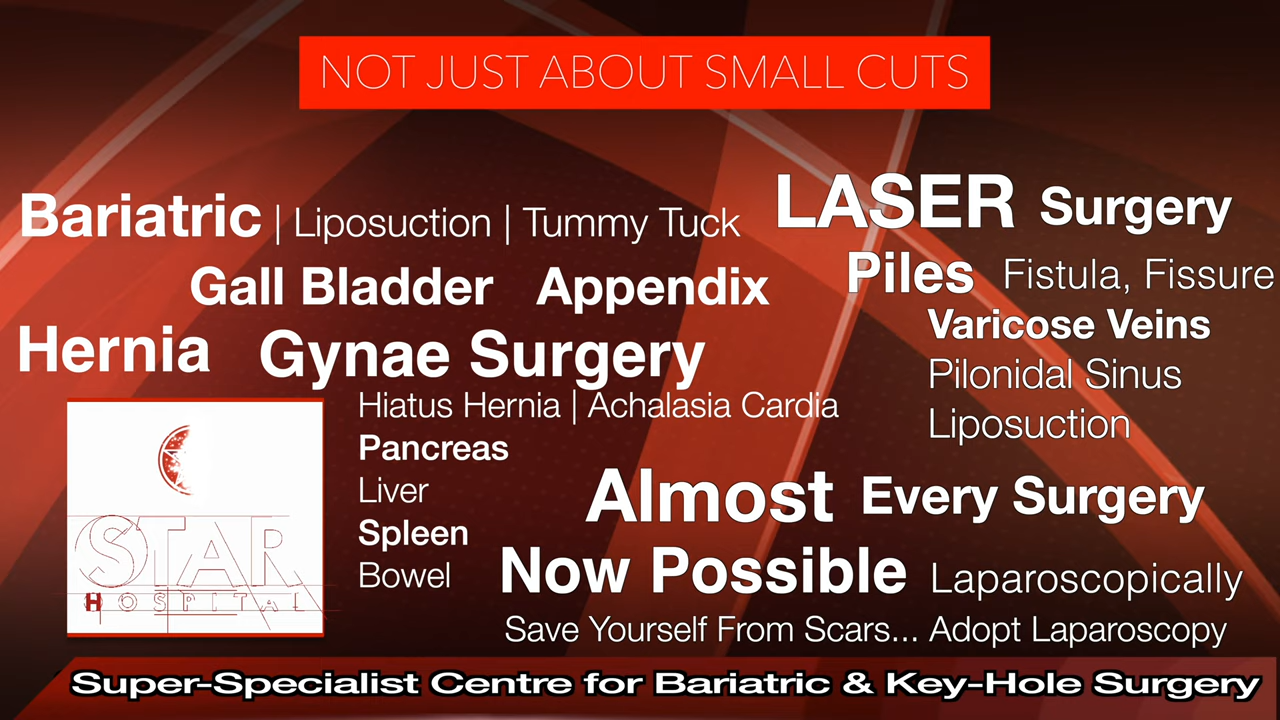 NOT JUST ABOUT SMALL CUTS
Bariatric | Liposuction | Tummy Tuck
Gall Bladder Appendix
Hernia Gynae Surgery
Hiatus Hernia | Achalasia Cardia
Pancreas
Liver
Spleen
Bowel
LASER Surgery
Piles Fistula, Fissure
Varicose Veins
Pilonidal Sinus
Liposuction
Almost Every Surgery
Now Possible Laparoscopically
Save Yourself From Scars... Adopt Laparoscopy
STAR
HOSPITAL
Super-Specialist Centre for Bariatric & Key-Hole Surgery